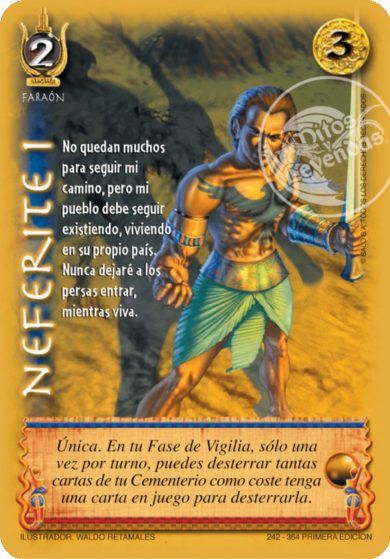 2
3
FARAÓN
Mitos y Leyendas
NEFERITE I
No quedan muchos
para seguir mi
camino, pero mi
pueblo debe seguir
existiendo, viviendo
en su propio país.
Nunca dejaré a los
persas entrar,
mientras viva.
Única. En tu Fase de Vigilia, sólo una
vez por turno, puedes desterrar tantas
cartas de tu Cementerio como coste tenga
una carta en juego para desterrarla.
ILUSTRADOR: WALDO RETAMALES
242 - 364 PRIMERA EDICION